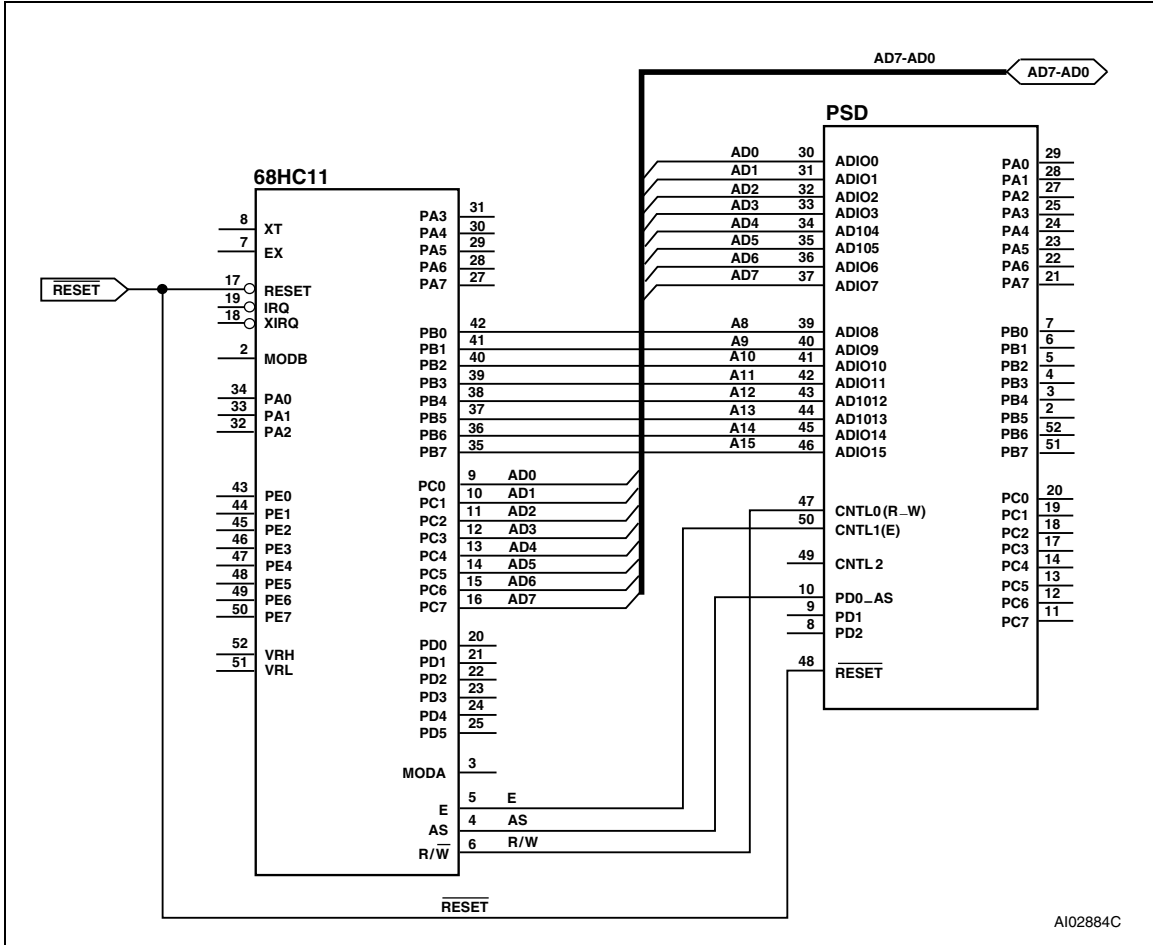 AD7-AD0
AD7-AD0
PSD
AD0 30 ADIO0
AD1 31 ADIO1
AD2 32 ADIO2
AD3 33 ADIO3
AD4 34 AD104
AD5 35 AD105
AD6 36 ADIO6
AD7 37 ADIO7
A8 39 ADIO8
A9 40 ADIO9
A10 41 ADIO10
A11 42 ADIO11
A12 43 AD1012
A13 44 AD1013
A14 45 ADIO14
A15 46 ADIO15
47 CNTL0(R_W)
50 CNTL1(E)
49 CNTL 2
10 PD0_AS
9 PD1
8 PD2
48 RESET
PA0 29
PA1 28
PA2 27
PA3 25
PA4 24
PA5 23
PA6 22
PA7 21
PB0 7
PB1 6
PB2 5
PB3 4
PB4 3
PB5 2
PB6 52
PB7 51
PC0 20
PC1 19
PC2 18
PC3 17
PC4 14
PC5 13
PC6 12
PC7 11
68HC11
8 XT
7 EX
RESET
17 RESET
19 IRQ
18 XIRQ
2 MODB
34 PA0
33 PA1
32 PA2
43 PE0
44 PE1
45 PE2
46 PE3
47 PE4
48 PE5
49 PE6
50 PE7
52 VRH
51 VRL
PA3 31
PA4 30
PA5 29
PA6 28
PA7 27
PB0 42
PB1 41
PB2 40
PB3 39
PB4 38
PB5 37
PB6 36
PB7 35
PC0 9 AD0
PC1 10 AD1
PC2 11 AD2
PC3 12 AD3
PC4 13 AD4
PC5 14 AD5
PC6 15 AD6
PC7 16 AD7
PD0 20
PD1 21
PD2 22
PD3 23
PD4 24
PD5 25
MODA 3
E 5 E
AS 4 AS
R/W 6 R/W
RESET
AI02884C